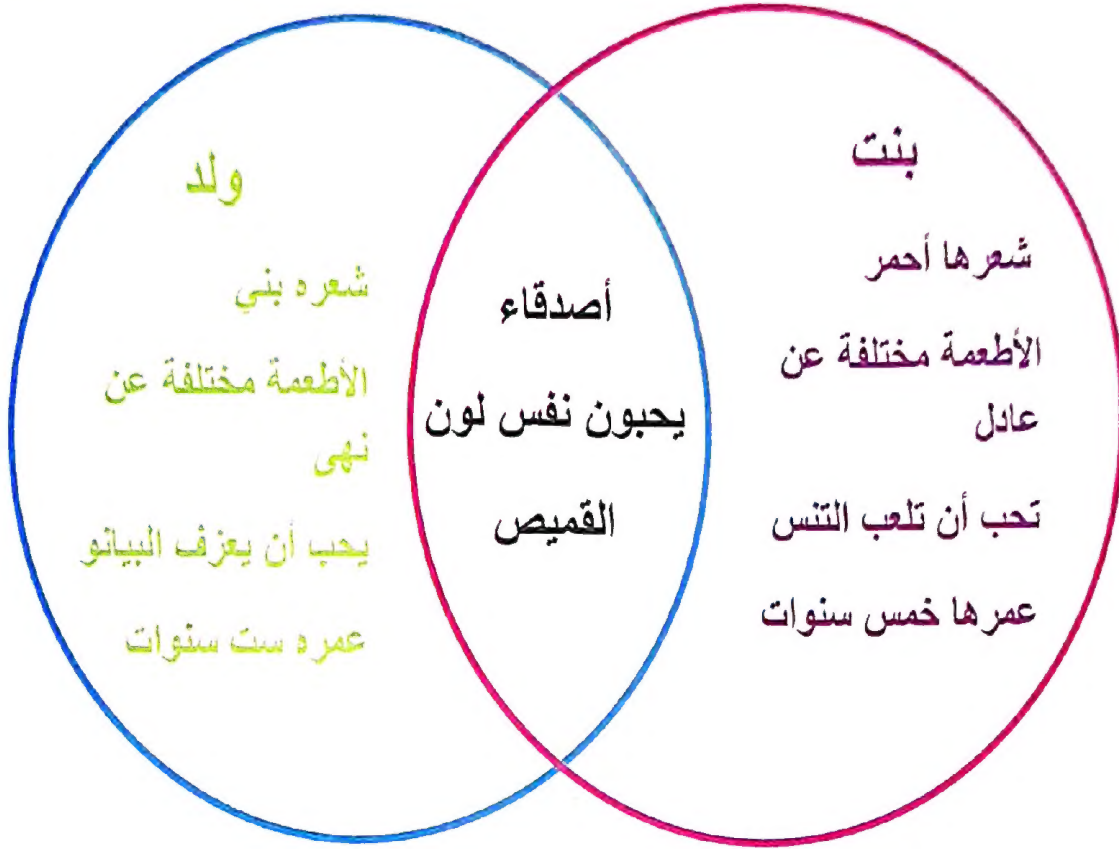 بنت
شعرها أحمر
الأطعمة مختلفة عن
عادل
تحب أن تلعب التنس
عمرها خمس سنوات
أصدقاء
يحبون نفس لون
القميص
ولد
شعره بني
الأطعمة مختلفة عن
نهى
يحب أن يعزف البيانو
عمره ست سنوات